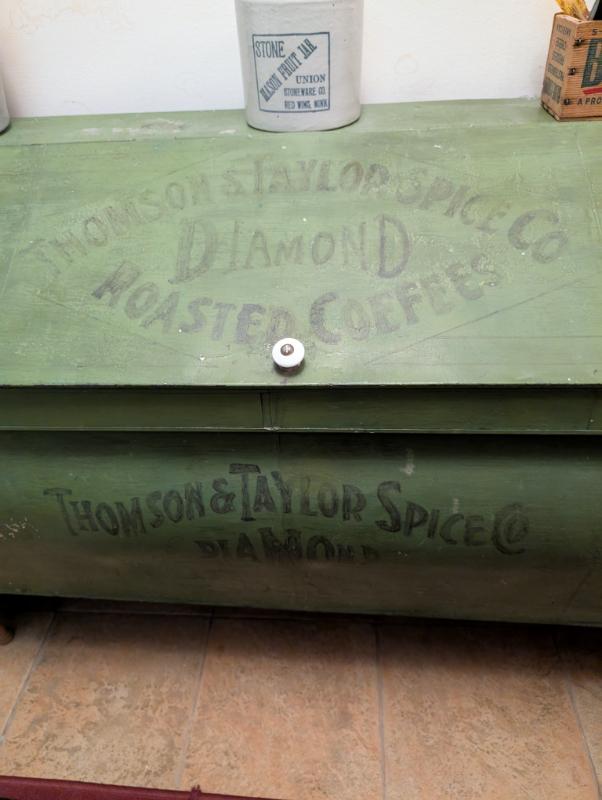 STONE
MASON FRUIT JAR
UNION
STONEWARE CO.
RED WING, MINN.
THOMSON & TAYLOR SPICE CO
DIAMOND
ROASTED COFFEES
THOMSON & TAYLOR SPICE CO
DIAMOND